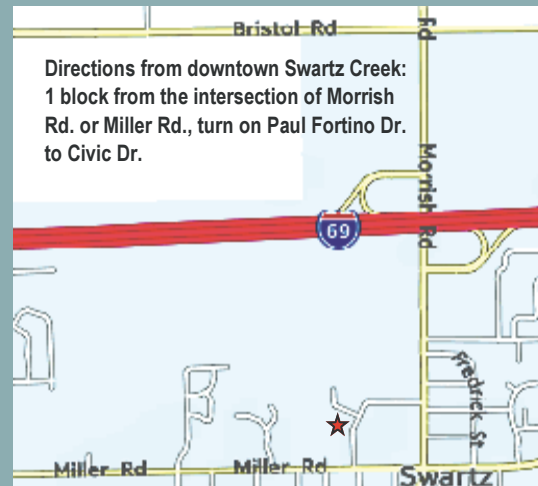 Bristol Rd
Rd
Directions from downtown Swartz Creek:
1 block from the intersection of Morrish
Rd. or Miller Rd., turn on Paul Fortino Dr.
to Civic Dr.
Morrish Rd
69
Fredrick St
Miller Rd
Miller Rd
Swartz